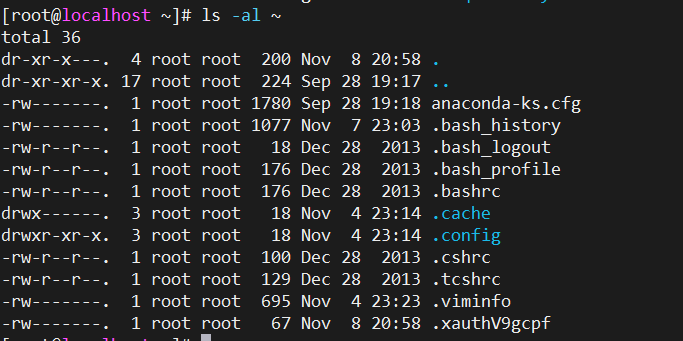 [root@localhost ~]# ls -al ~
total 36
dr-xr-x---.  4 root root  200 Nov  8 20:58 .
dr-xr-xr-x. 17 root root  224 Sep 28 19:17 ..
-rw-------.  1 root root 1780 Sep 28 19:18 anaconda-ks.cfg
-rw-------.  1 root root 1077 Nov  7 23:03 .bash_history
-rw-r--r--.  1 root root   18 Dec 28  2013 .bash_logout
-rw-r--r--.  1 root root  176 Dec 28  2013 .bash_profile
-rw-r--r--.  1 root root  176 Dec 28  2013 .bashrc
drwx------.  3 root root   18 Nov  4 23:14 .cache
drwxr-xr-x.  3 root root   18 Nov  4 23:14 .config
-rw-r--r--.  1 root root  100 Dec 28  2013 .cshrc
-rw-r--r--.  1 root root  129 Dec 28  2013 .tcshrc
-rw-------.  1 root root  695 Nov  4 23:23 .viminfo
-rw-------.  1 root root   67 Nov  8 20:58 .xauthV9gcpf
[root@localhost ~]#